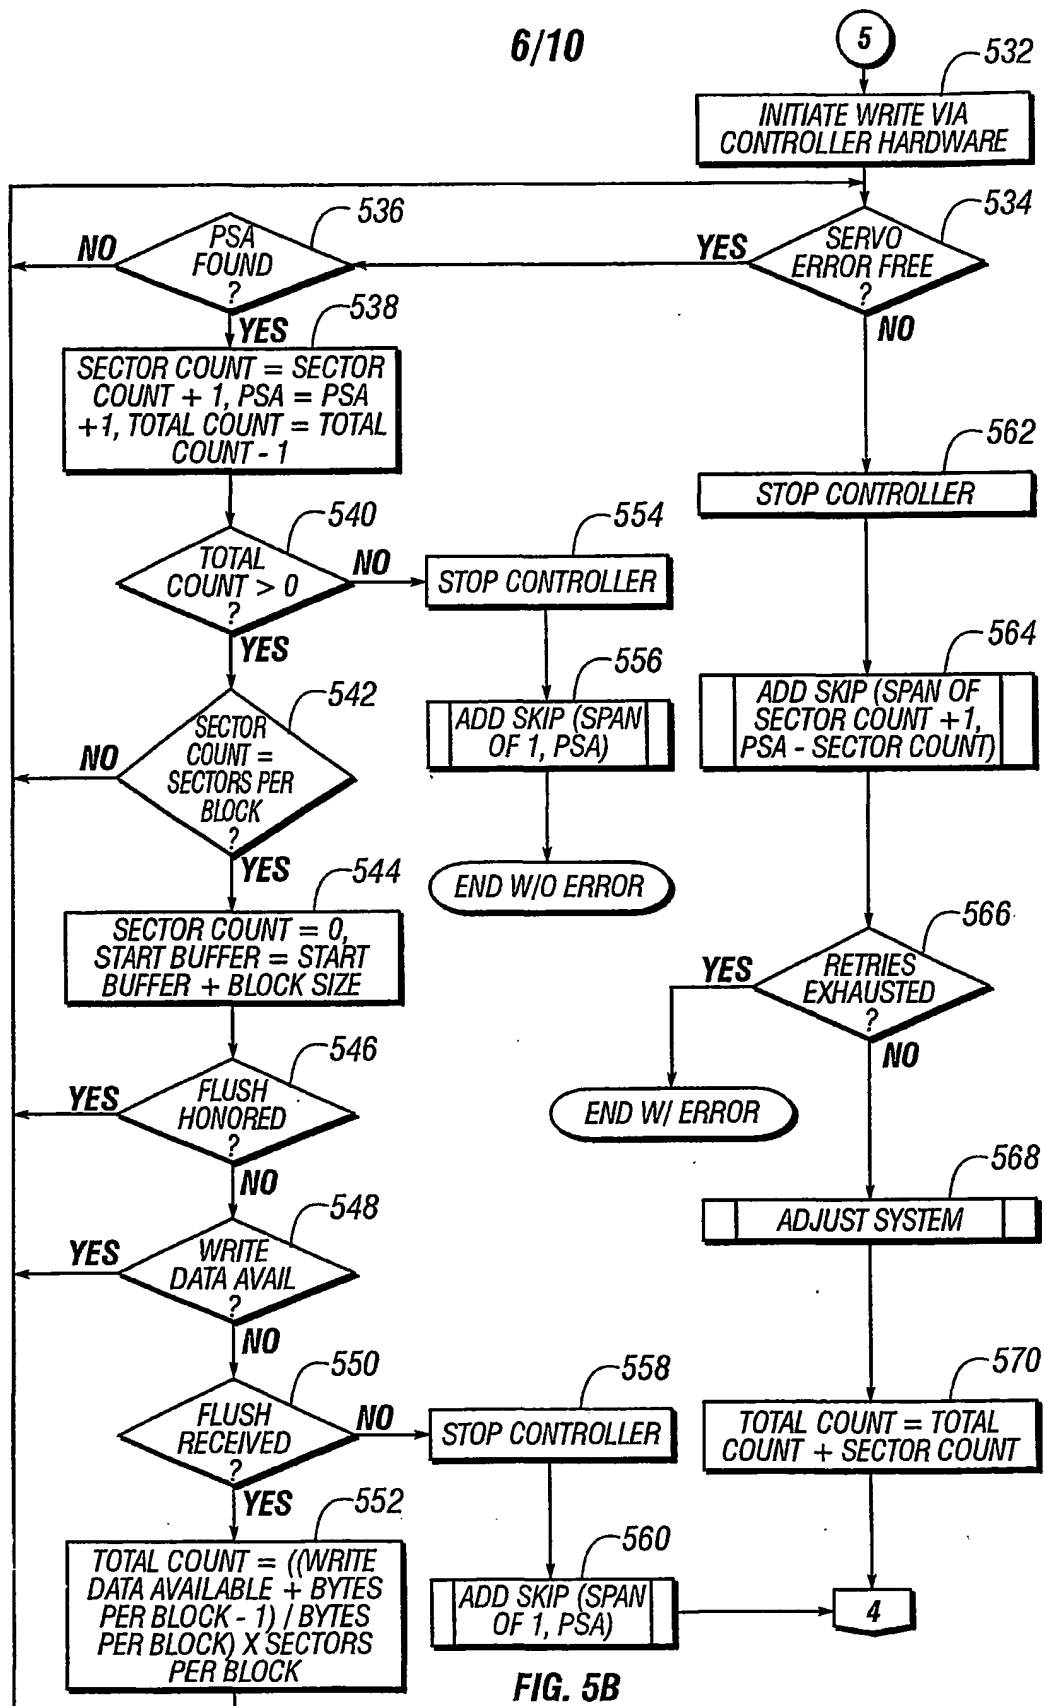 6/10
5
532
INITIATE WRITE VIA
CONTROLLER HARDWARE
534
SERVO
ERROR FREE
?
YES
NO
536
PSA
FOUND
?
NO
YES
538
SECTOR COUNT = SECTOR
COUNT + 1, PSA = PSA
+1, TOTAL COUNT = TOTAL
COUNT - 1
540
TOTAL
COUNT > 0
?
NO
YES
554
STOP CONTROLLER
556
ADD SKIP (SPAN
OF 1, PSA)
END W/O ERROR
542
SECTOR
COUNT =
SECTORS PER
BLOCK
?
NO
YES
544
SECTOR COUNT = 0,
START BUFFER = START
BUFFER + BLOCK SIZE
546
FLUSH
HONORED
?
YES
NO
548
WRITE
DATA AVAIL
?
YES
NO
550
FLUSH
RECEIVED
?
NO
YES
552
TOTAL COUNT = ((WRITE
DATA AVAILABLE + BYTES
PER BLOCK - 1) / BYTES
PER BLOCK) X SECTORS
PER BLOCK
558
STOP CONTROLLER
560
ADD SKIP (SPAN
OF 1, PSA)
562
STOP CONTROLLER
564
ADD SKIP (SPAN OF
SECTOR COUNT +1,
PSA - SECTOR COUNT)
566
RETRIES
EXHAUSTED
?
YES
NO
END W/ ERROR
568
ADJUST SYSTEM
570
TOTAL COUNT = TOTAL
COUNT + SECTOR COUNT
4
FIG. 5B